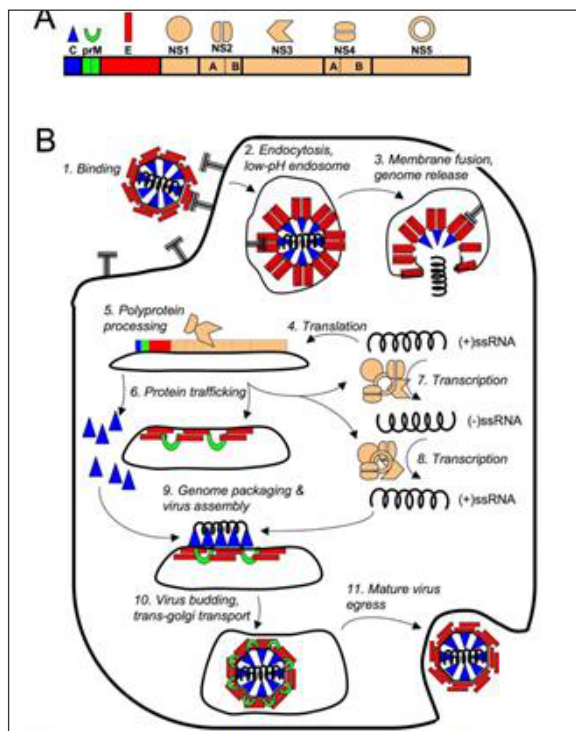 A
C prM E NS1 NS2 NS3 NS4 NS5
A B A B
B
1. Binding
2. Endocytosis,
low-pH endosome
3. Membrane fusion,
genome release
5. Polyprotein
processing
4. Translation
(+)ssRNA
6. Protein trafficking
7. Transcription
(-)ssRNA
8. Transcription
9. Genome packaging &
virus assembly
(+)ssRNA
10. Virus budding,
trans-golgi transport
11. Mature virus
egress